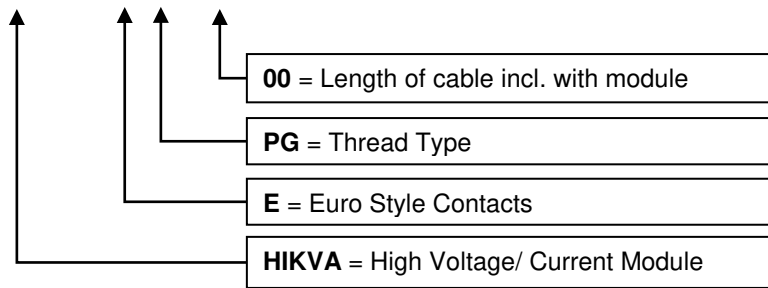 00 = Length of cable incl. with module
PG = Thread Type
E = Euro Style Contacts
HIKVA = High Voltage/ Current Module